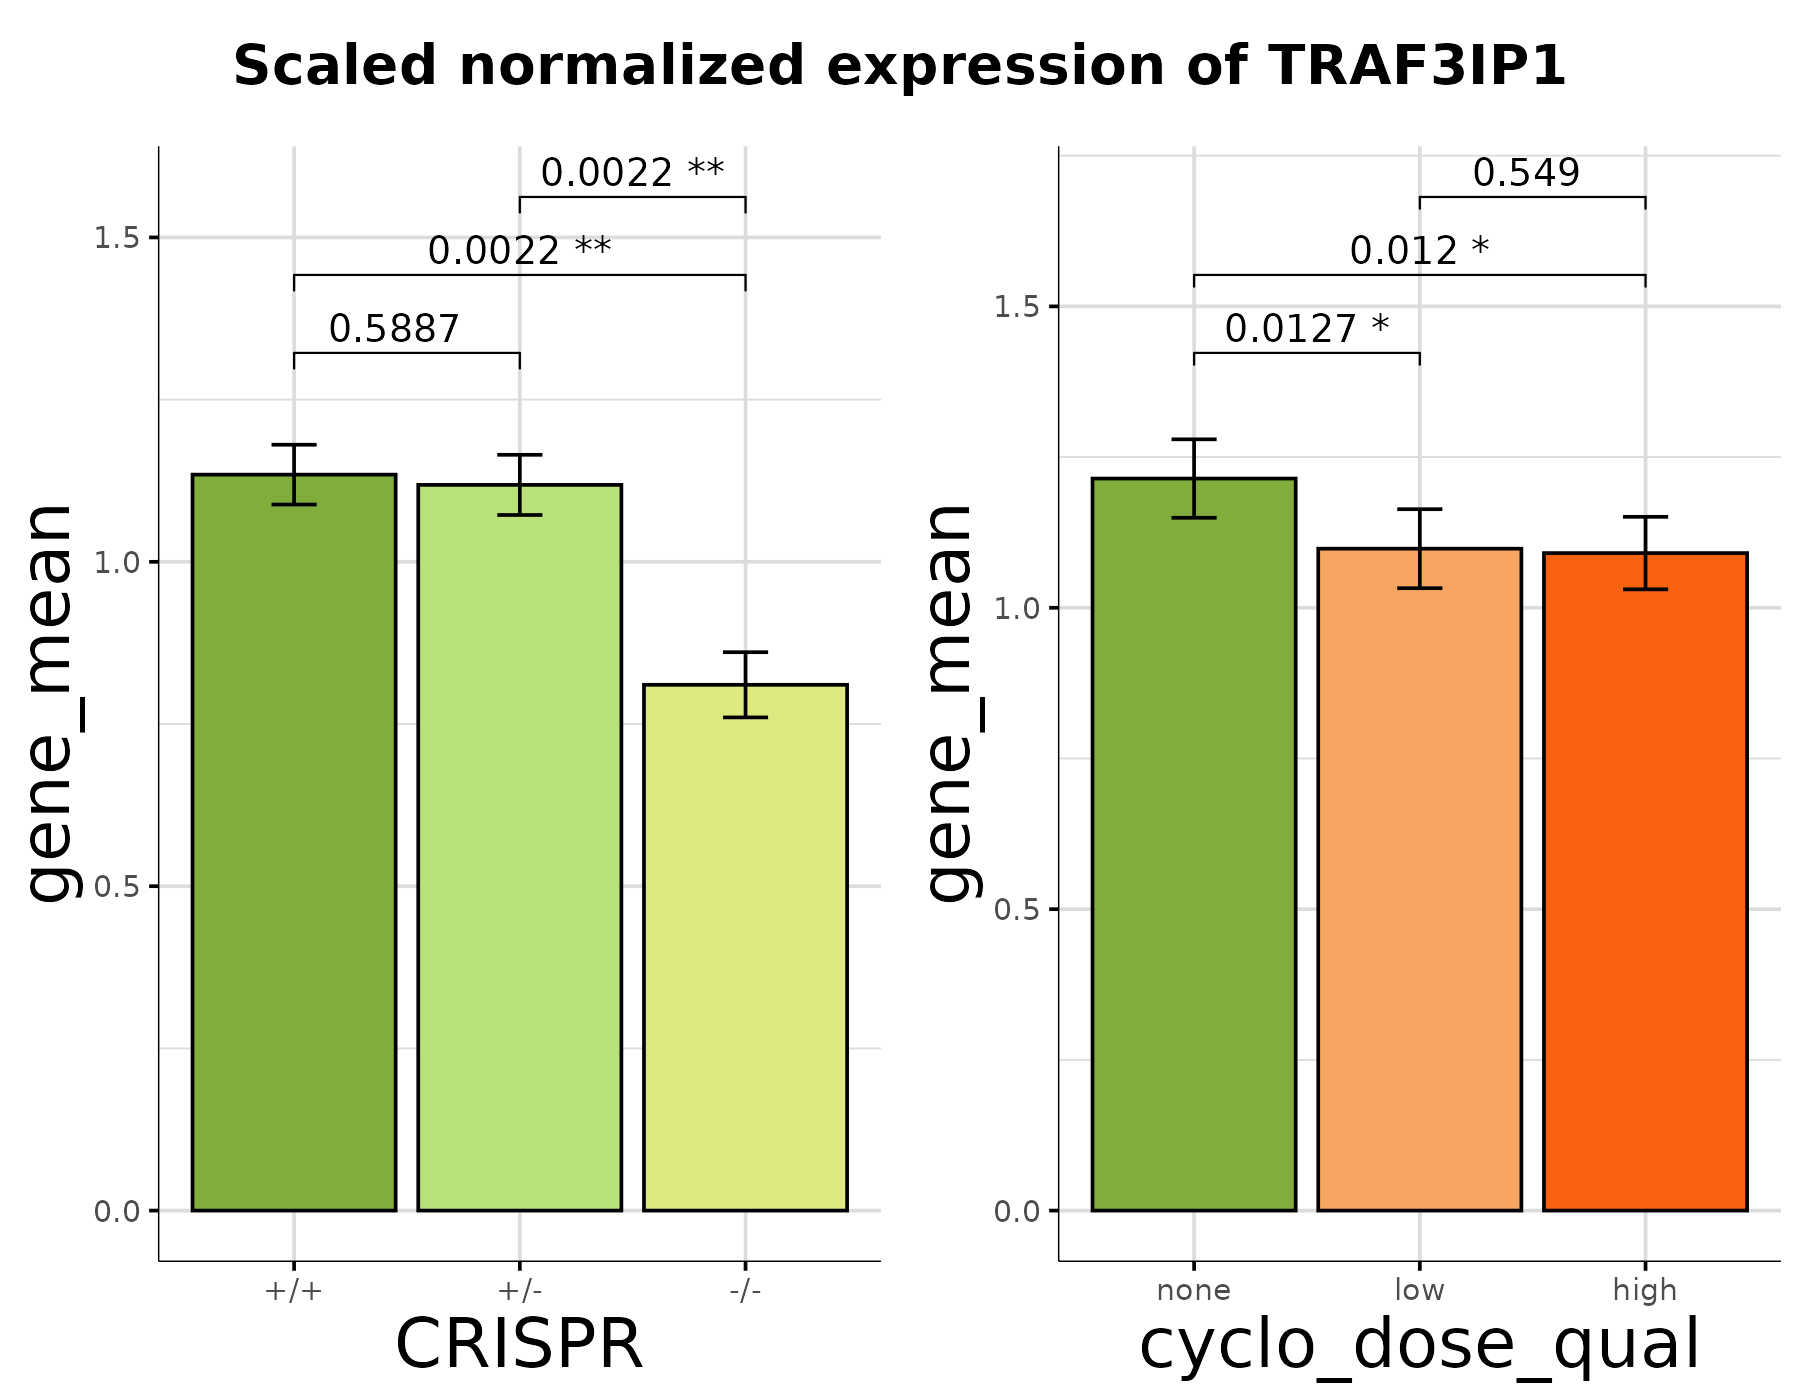 Scaled normalized expression of TRAF3IP1
gene_mean
1.5
1.0
0.5
0.0
0.0022 **
0.0022 **
0.5887
+/+
+/-
-/-
CRISPR
gene_mean
1.5
1.0
0.5
0.0
0.549
0.012 *
0.0127 *
none
low
high
cyclo_dose_qual